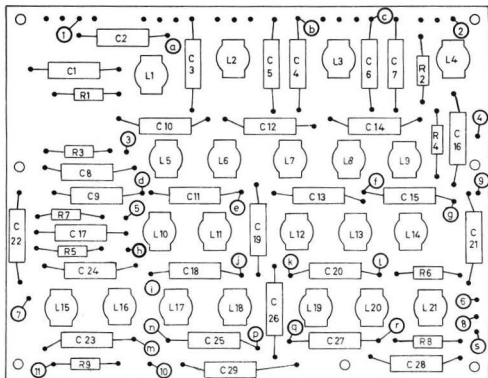 1 C2 a b c 2
C1 L1 C3 L2 C5 C4 L3 C6 C7 R2 L4
R1
C10 C12 C14 R4 C16 4
R3 3 L5 L6 L7 L8 L9
C8
C9 d C11 e C13 f C15 g 9
R7 5
C22 C17 L10 L11 C19 L12 L13 L14 C21
R5 h
C24 C18 j k C20 l R6
i
7 L15 L16 L17 L18 C26 L19 L20 L21 6
n r 8
C23 m C25 p q C27 R8 s
11 R9 10 C29 C28